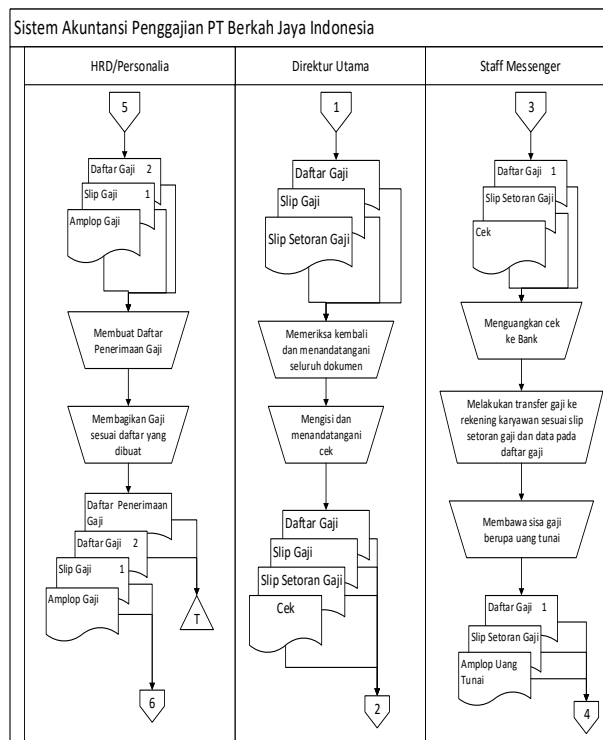 Sistem Akuntansi Penggajian PT Berkah Jaya Indonesia
HRD/Personalia
5
Daftar Gaji 2
Slip Gaji 1
Amplop Gaji
Membuat Daftar
Penerimaan Gaji
Membagikan Gaji
sesuai daftar yang
dibuat
Daftar Penerimaan
Gaji
Daftar Gaji 2
Slip Gaji 1
Amplop Gaji
T
6
Direktur Utama
1
Daftar Gaji
Slip Gaji
Slip Setoran Gaji
Memeriksa kembali
dan menandatangani
seluruh dokumen
Mengisi dan
menandatangani
cek
Daftar Gaji
Slip Gaji
Slip Setoran Gaji
Cek
2
Staff Messenger
3
Daftar Gaji 1
Slip Setoran Gaji
Cek
Menguangkan cek
ke Bank
Melakukan transfer gaji ke
rekening karyawan sesuai slip
setoran gaji dan data pada
daftar gaji
Membawa sisa gaji
berupa uang tunai
Daftar Gaji 1
Slip Setoran Gaji
Amplop Uang
Tunai
4